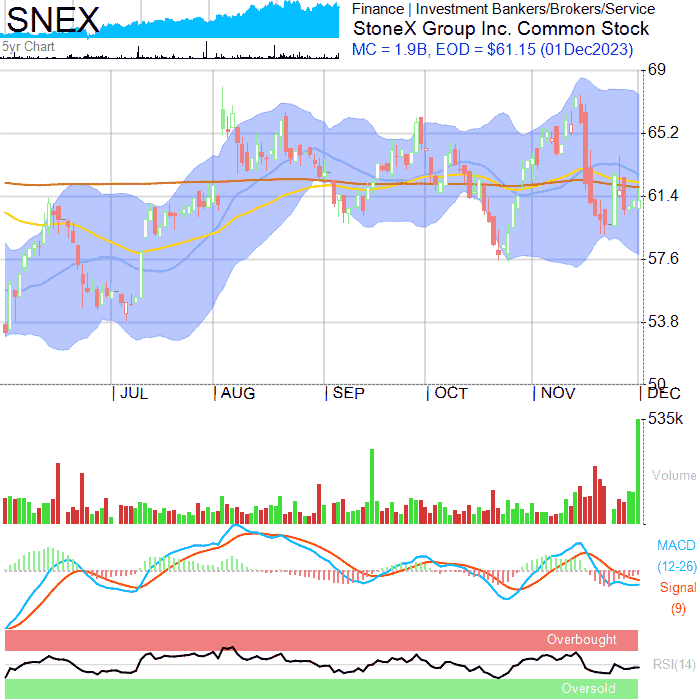 SNEX
5yr Chart
Finance | Investment Bankers/Brokers/Service
StoneX Group Inc. Common Stock
MC = 1.9B, EOD = $61.15 (01Dec2023)
69
65.2
61.4
57.6
53.8
50
JUL AUG SEP OCT NOV DEC
535k
Volume
MACD
(12-26)
Signal
(9)
Overbought
RSI(14)
Oversold